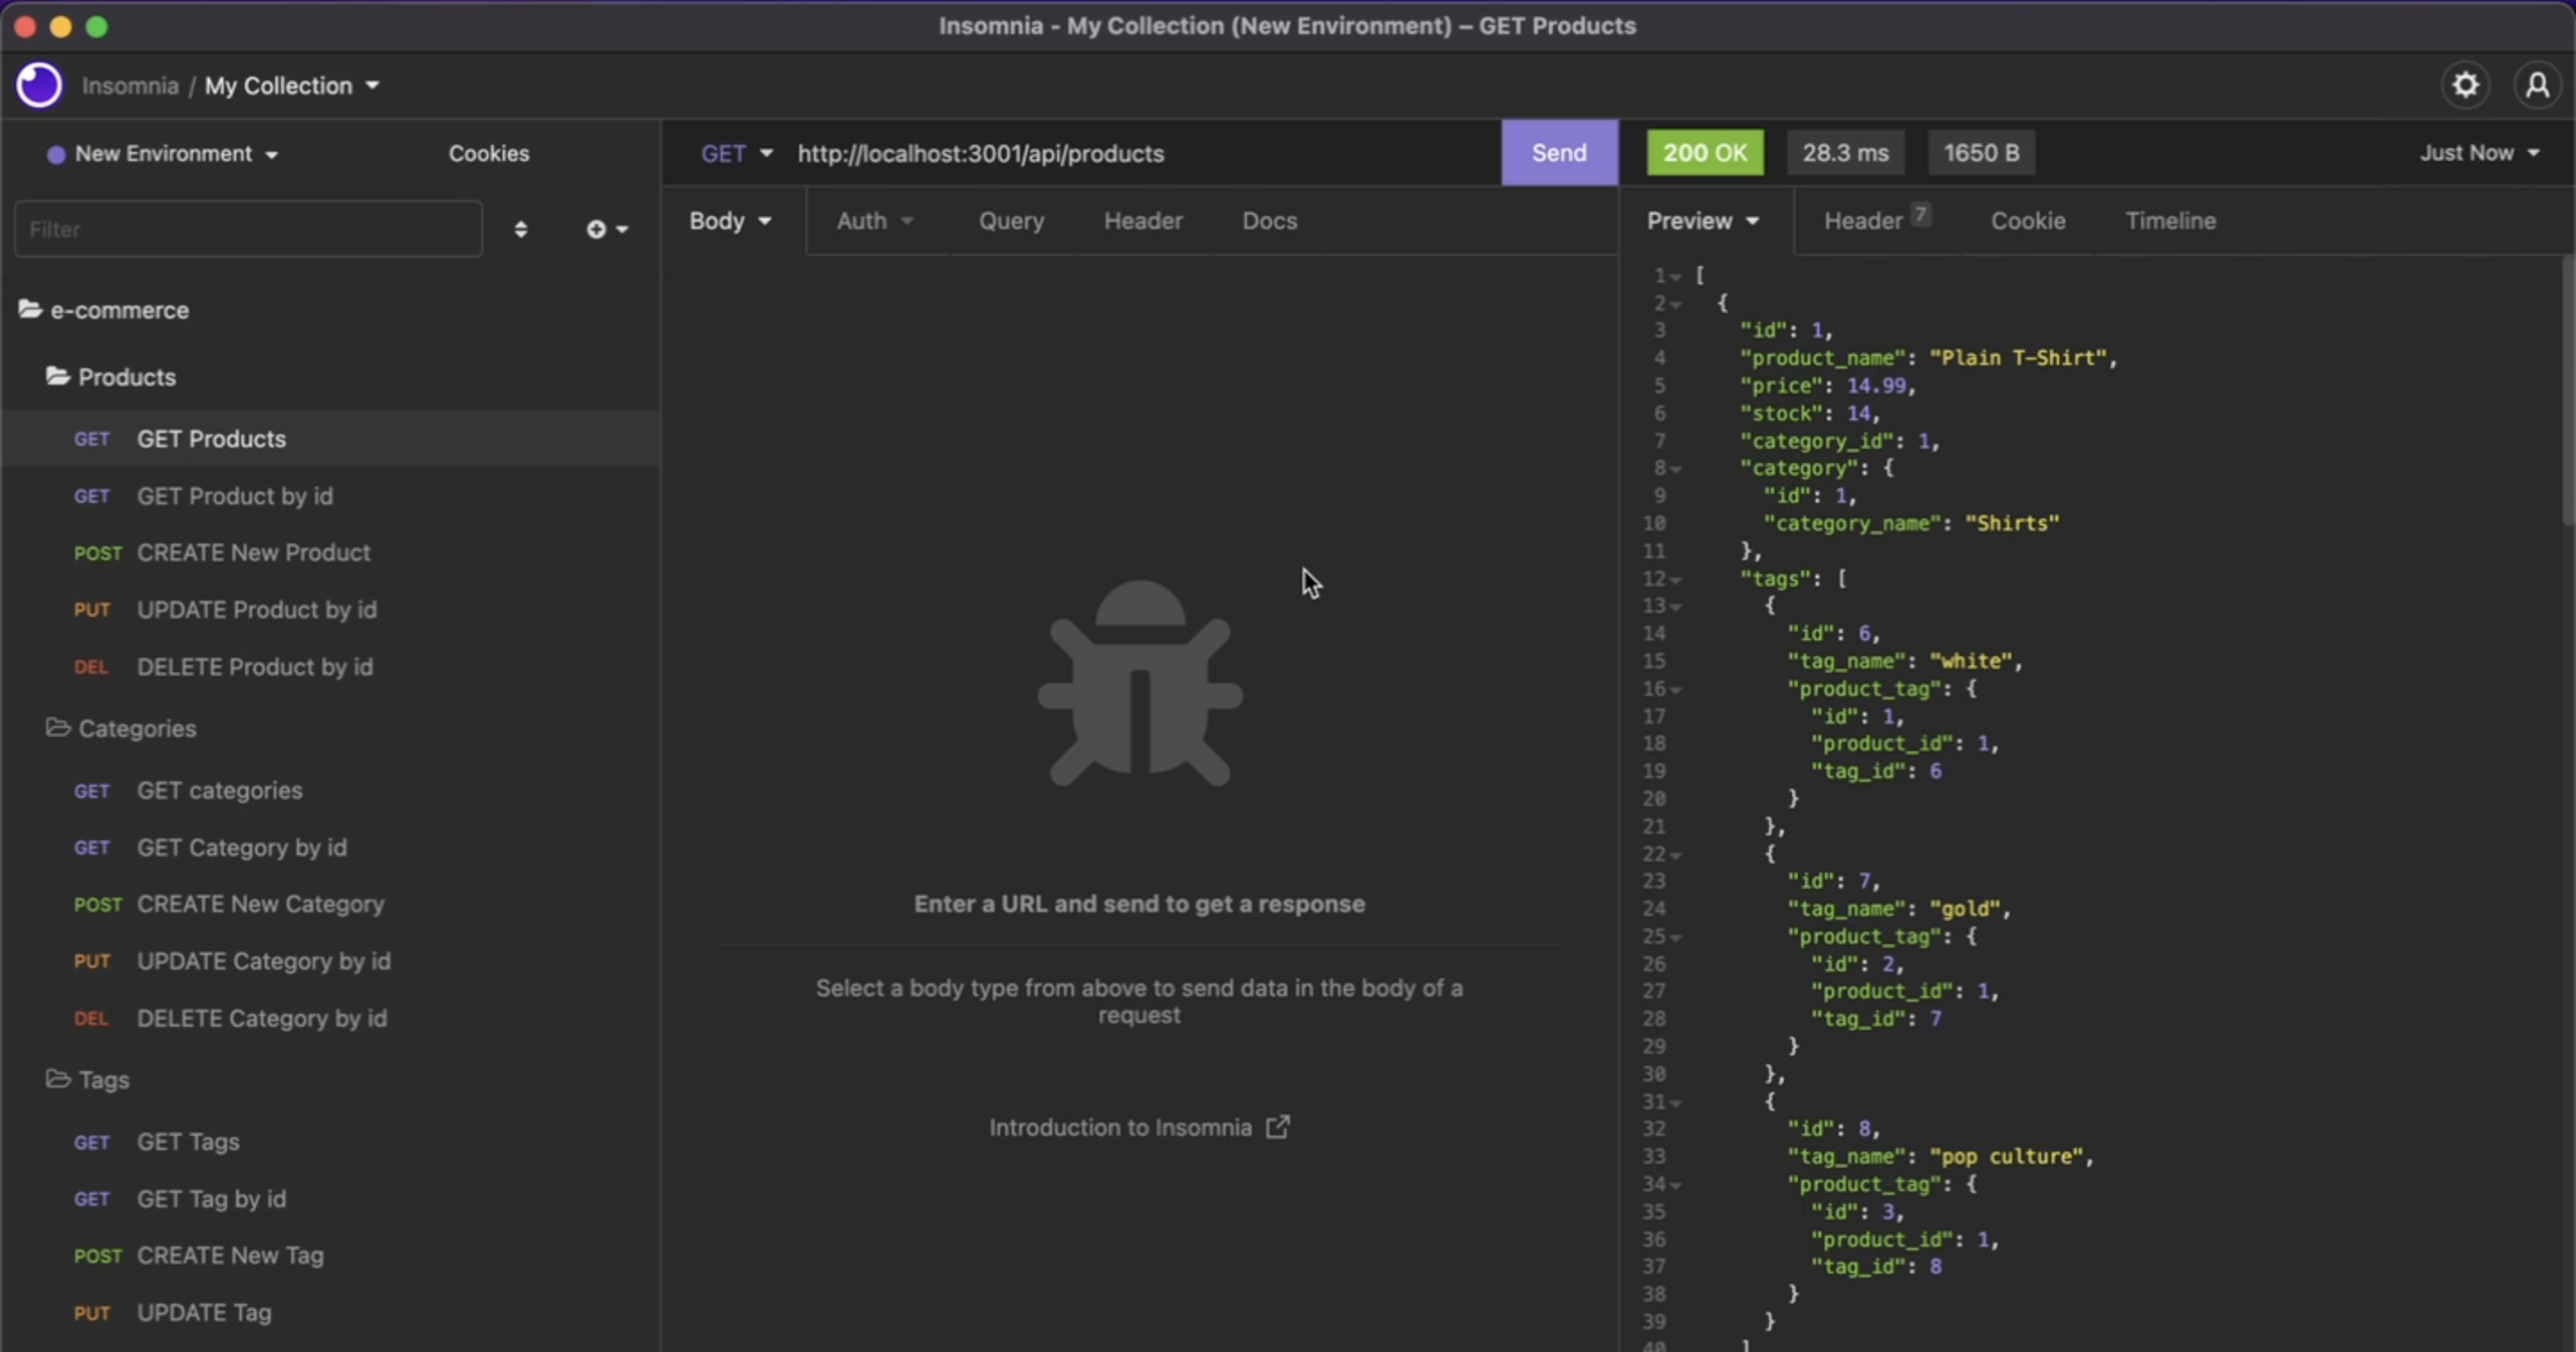 Insomnia - My Collection (New Environment) – GET Products
Insomnia / My Collection
New Environment
Cookies
Filter
e-commerce
Products
GET GET Products
GET GET Product by id
POST CREATE New Product
PUT UPDATE Product by id
DEL DELETE Product by id
Categories
GET GET categories
GET GET Category by id
POST CREATE New Category
PUT UPDATE Category by id
DEL DELETE Category by id
Tags
GET GET Tags
GET GET Tag by id
POST CREATE New Tag
PUT UPDATE Tag
GET http://localhost:3001/api/products Send
Body Auth Query Header Docs
Enter a URL and send to get a response
Select a body type from above to send data in the body of a
request
Introduction to Insomnia
200 OK 28.3 ms 1650 B Just Now
Preview Header 7 Cookie Timeline
1 [
2 {
3 "id": 1,
4 "product_name": "Plain T-Shirt",
5 "price": 14.99,
6 "stock": 14,
7 "category_id": 1,
8 "category": {
9 "id": 1,
10 "category_name": "Shirts"
11 },
12 "tags": [
13 {
14 "id": 6,
15 "tag_name": "white",
16 "product_tag": {
17 "id": 1,
18 "product_id": 1,
19 "tag_id": 6
20 }
21 },
22 {
23 "id": 7,
24 "tag_name": "gold",
25 "product_tag": {
26 "id": 2,
27 "product_id": 1,
28 "tag_id": 7
29 }
30 },
31 {
32 "id": 8,
33 "tag_name": "pop culture",
34 "product_tag": {
35 "id": 3,
36 "product_id": 1,
37 "tag_id": 8
38 }
39 }
40 ]